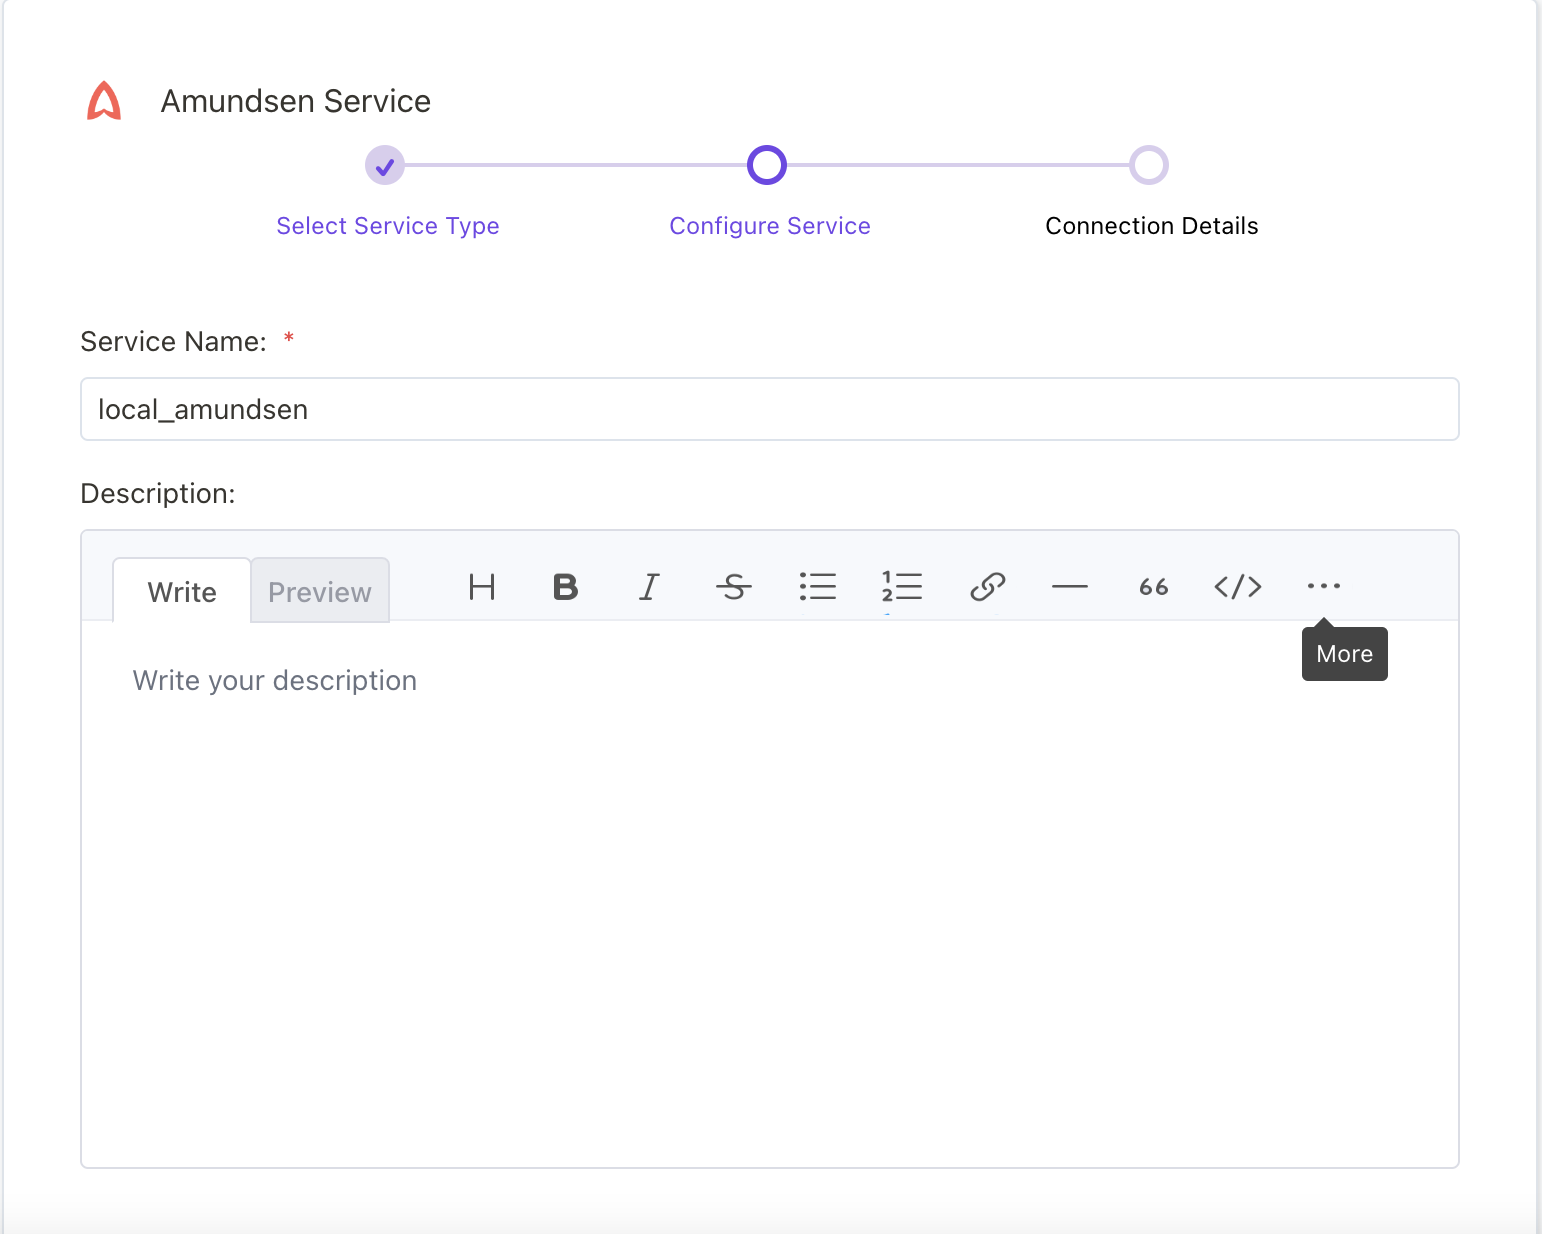 Amundsen Service
Select Service Type Configure Service Connection Details
Service Name: *
local_amundsen
Description:
Write Preview H B I S 66 </> ...
More
Write your description